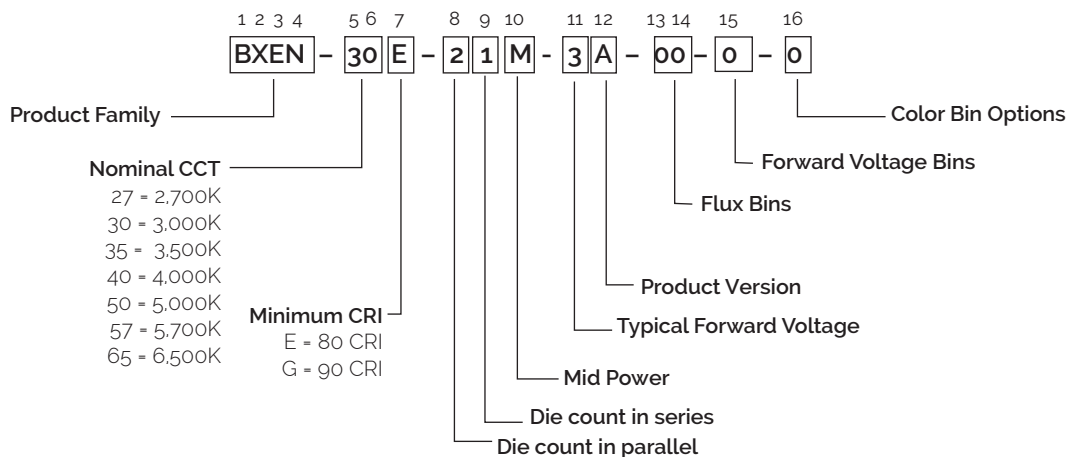 1 2 3 4 5 6 7 8 9 10 11 12 13 14 15 16
BXEN – 30 E – 2 1 M - 3 A – 00 – 0 – 0
Product Family
Color Bin Options
Nominal CCT
Forward Voltage Bins
27 = 2,700K
30 = 3,000K
35 = 3,500K
40 = 4,000K
50 = 5,000K
57 = 5,700K
65 = 6,500K
Flux Bins
Product Version
Minimum CRI
E = 80 CRI
G = 90 CRI
Typical Forward Voltage
Mid Power
Die count in series
Die count in parallel